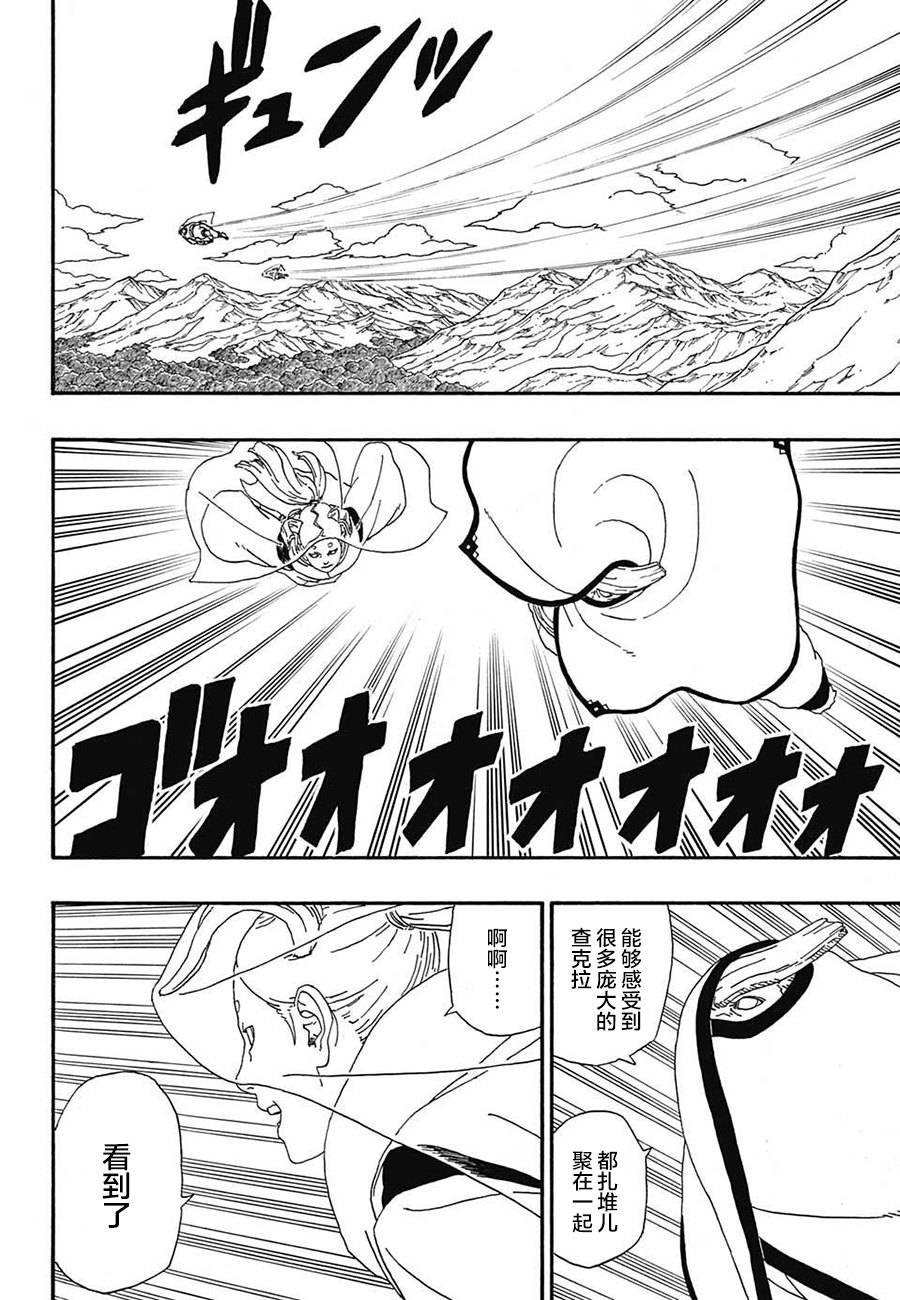 ギュンッ
ゴオオオオオオオ
能够感受到
很多庞大的
查克拉
都扎堆儿
聚在一起
啊啊……
看到了